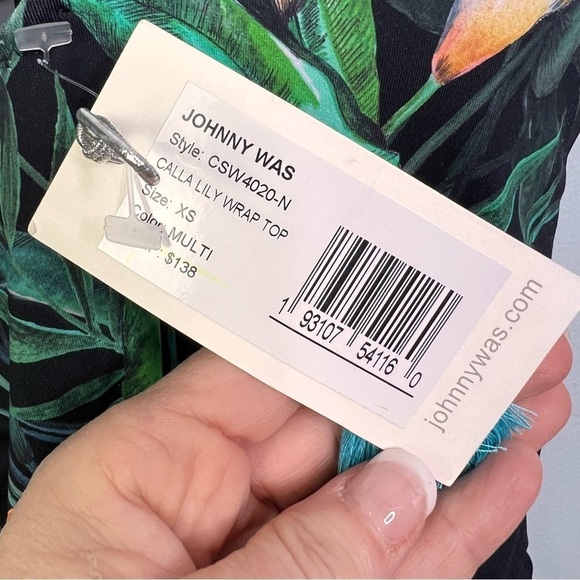 JOHNNY WAS
Style: CSW4020-N
CALLA LILY WRAP TOP
Size: XS
Color: MULTI
: $138
1 93107 54116 0
johnnywas.com